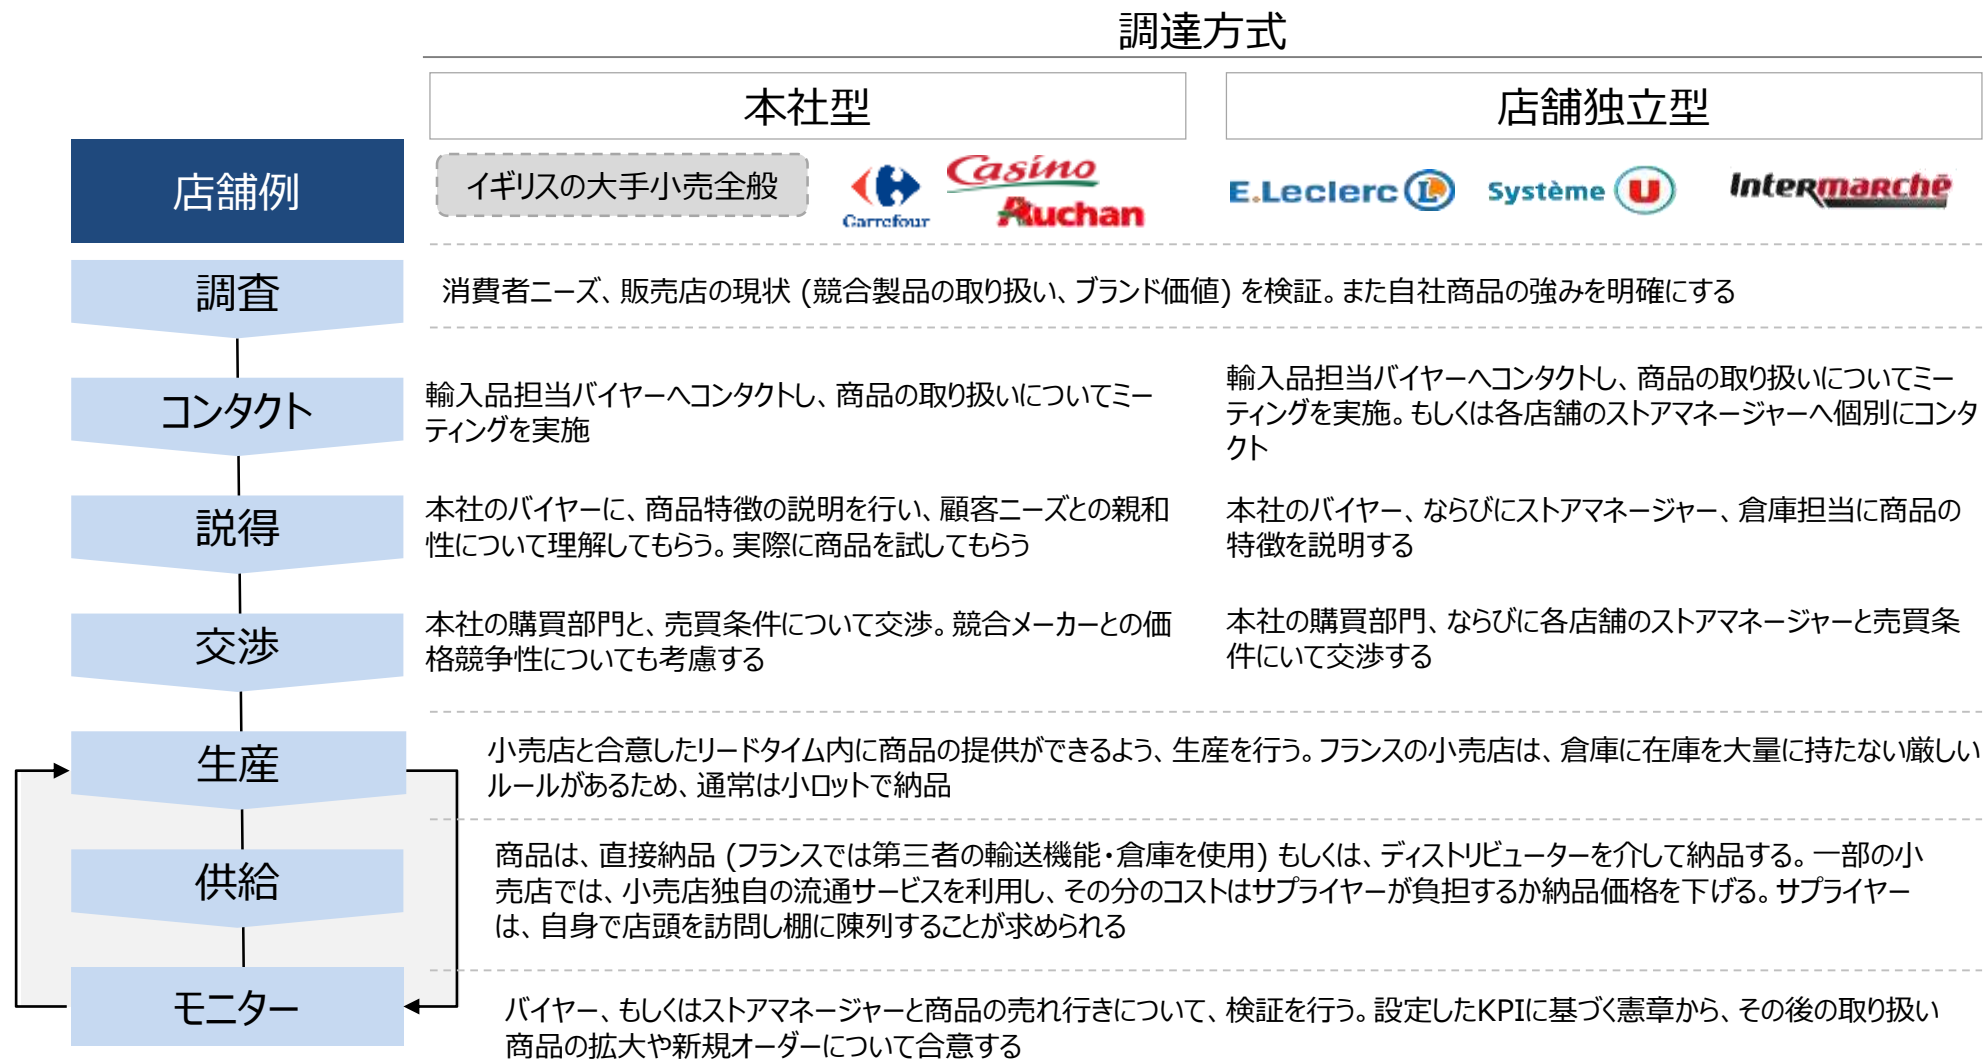 調達方式
本社型
店舗独立型
店舗例
イギリスの大手小売全般
Carrefour
Casino
Auchan
E.Leclerc L
Système U
Intermarchē
調査
消費者ニーズ、販売店の現状 (競合製品の取り扱い、ブランド価値) を検証。また自社商品の強みを明確にする
コンタクト
輸入品担当バイヤーへコンタクトし、商品の取り扱いについてミー
ティングを実施
輸入品担当バイヤーへコンタクトし、商品の取り扱いについてミー
ティングを実施。もしくは各店舗のストアマネージャーへ個別にコンタ
クト
説得
本社のバイヤーに、商品特徴の説明を行い、顧客ニーズとの親和
性について理解してもらう。実際に商品を試してもらう
本社のバイヤー、ならびにストアマネージャー、倉庫担当に商品の
特徴を説明する
交渉
本社の購買部門と、売買条件について交渉。競合メーカーとの価
格競争性についても考慮する
本社の購買部門、ならびに各店舗のストアマネージャーと売買条
件にいて交渉する
生産
小売店と合意したリードタイム内に商品の提供ができるよう、生産を行う。フランスの小売店は、倉庫に在庫を大量に持たない厳しい
ルールがあるため、通常は小ロットで納品
供給
商品は、直接納品 (フランスでは第三者の輸送機能・倉庫を使用) もしくは、ディストリビューターを介して納品する。一部の小
売店では、小売店独自の流通サービスを利用し、その分のコストはサプライヤーが負担するか納品価格を下げる。サプライヤー
は、自身で店頭を訪問し棚に陳列することが求められる
モニター
バイヤー、もしくはストアマネージャーと商品の売れ行きについて、検証を行う。設定したKPIに基づく憲章から、その後の取り扱い
商品の拡大や新規オーダーについて合意する